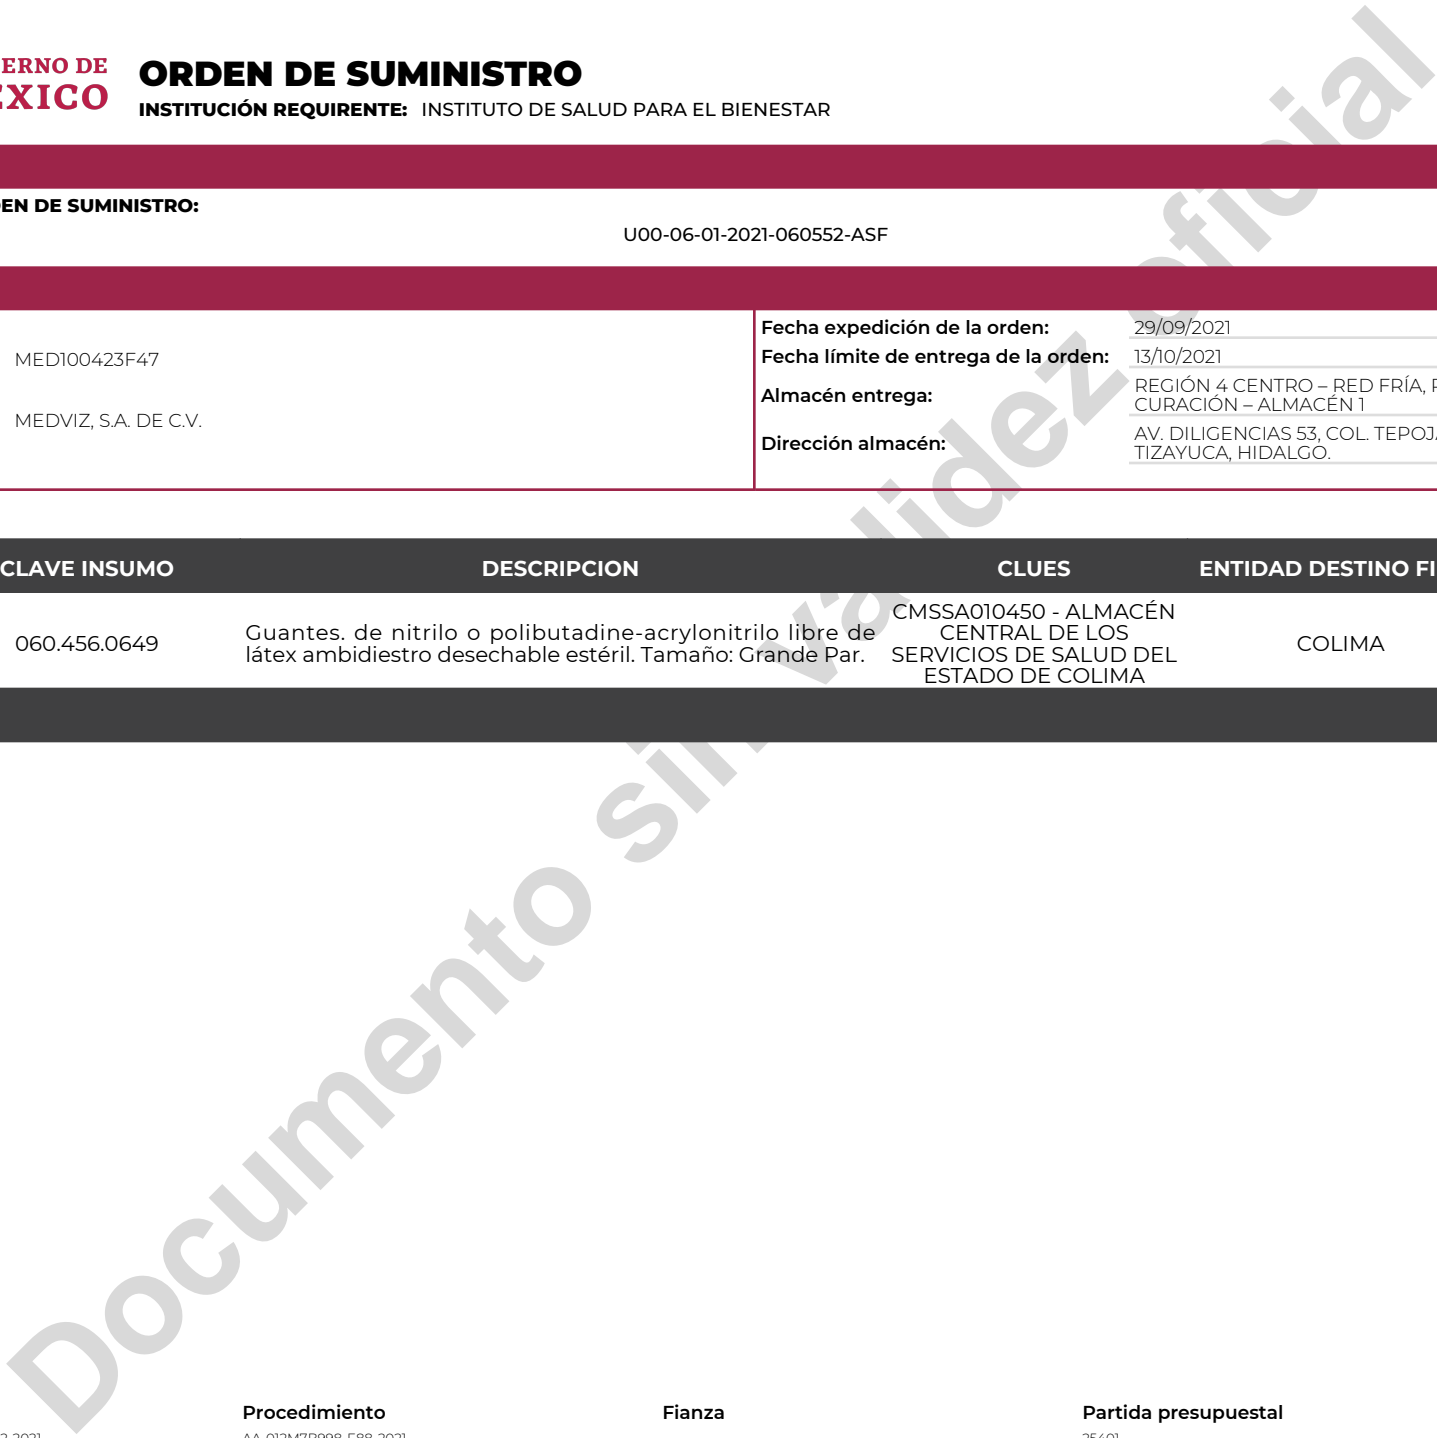 ERNO DE
EXICO
ORDEN DE SUMINISTRO
INSTITUCIÓN REQUIRENTE: INSTITUTO DE SALUD PARA EL BIENESTAR
EN DE SUMINISTRO:
U00-06-01-2021-060552-ASF
MED100423F47
MEDVIZ, S.A. DE C.V.
Fecha expedición de la orden: 29/09/2021
Fecha límite de entrega de la orden: 13/10/2021
Almacén entrega: REGIÓN 4 CENTRO – RED FRÍA,
CURACIÓN – ALMACÉN 1
Dirección almacén: AV. DILIGENCIAS 53, COL. TEPOJ
TIZAYUCA, HIDALGO.
CLAVE INSUMO DESCRIPCION CLUES ENTIDAD DESTINO FI
060.456.0649
Guantes. de nitrilo o polibutadine-acrylonitrilo libre de
látex ambidiestro desechable estéril. Tamaño: Grande Par.
CMSSA010450 - ALMACÉN
CENTRAL DE LOS
SERVICIOS DE SALUD DEL
ESTADO DE COLIMA
COLIMA
Documento sin validez oficial
Procedimiento Fianza Partida presupuestal